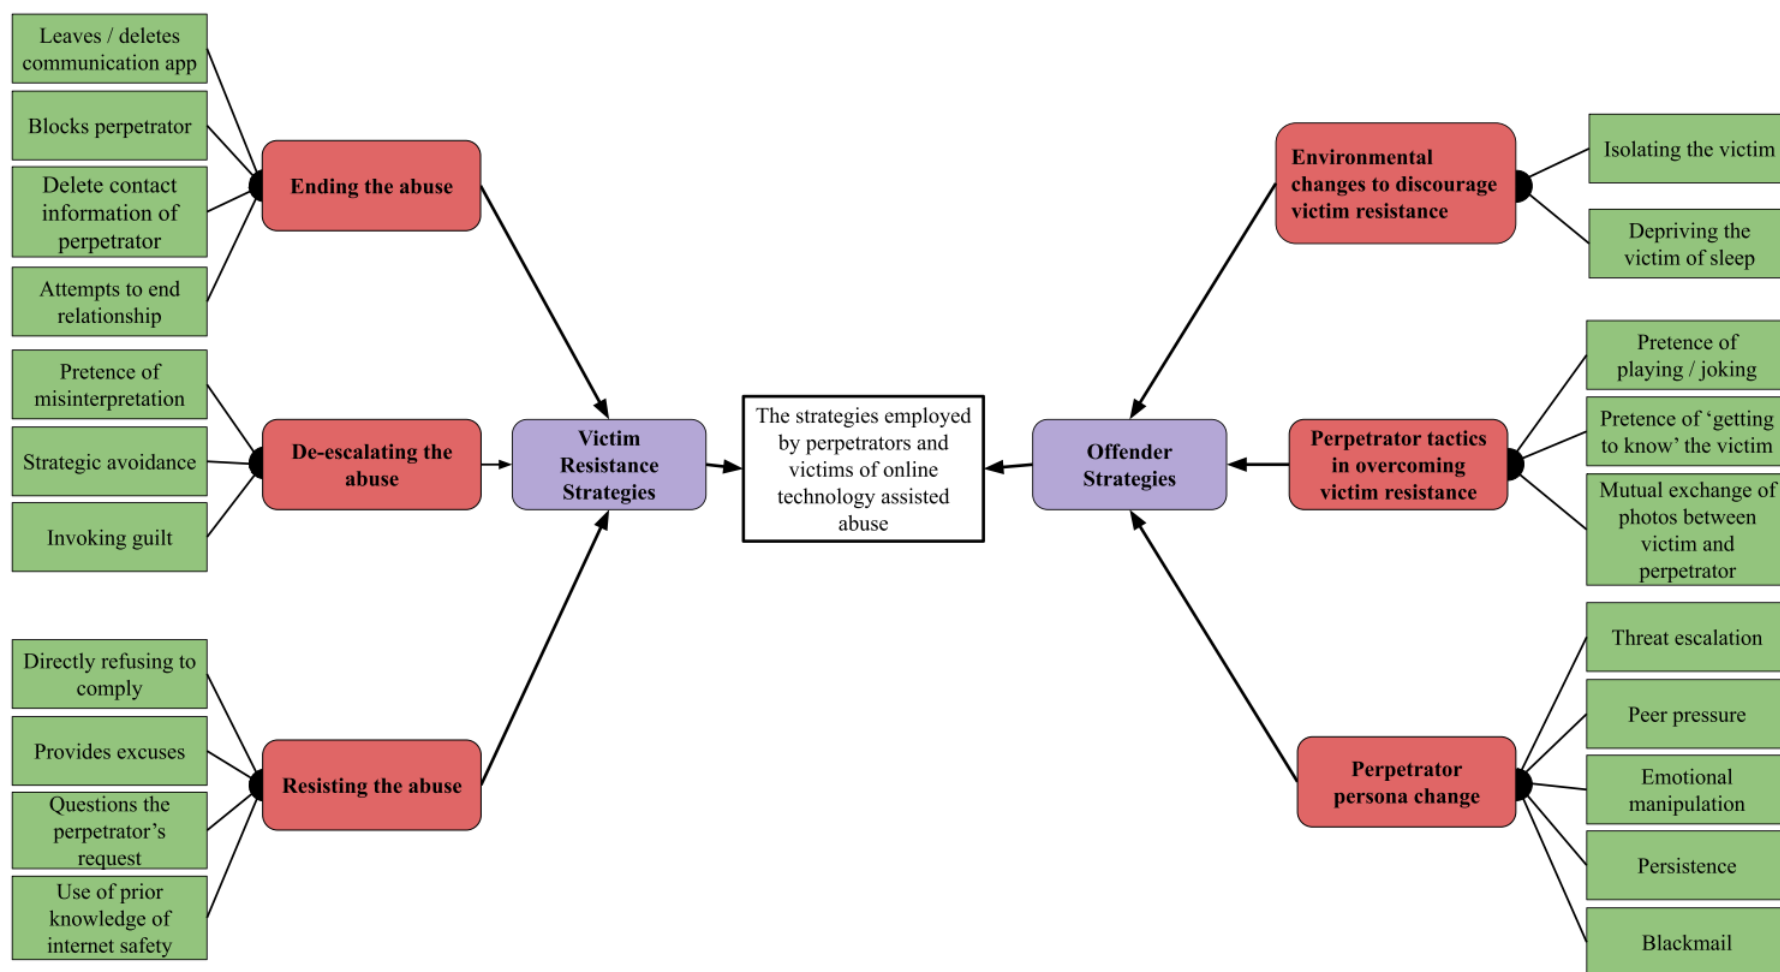 Leaves / deletes
communication app
Blocks perpetrator
Delete contact
information of
perpetrator
Attempts to end
relationship
Pretence of
misinterpretation
Strategic avoidance
Invoking guilt
Directly refusing to
comply
Provides excuses
Questions the
perpetrator’s
request
Use of prior
knowledge of
internet safety
Ending the abuse
De-escalating the
abuse
Resisting the abuse
Victim
Resistance
Strategies
The strategies employed
by perpetrators and
victims of online
technology assisted
abuse
Offender
Strategies
Environmental
changes to discourage
victim resistance
Perpetrator tactics
in overcoming
victim resistance
Perpetrator
persona change
Isolating the victim
Depriving the
victim of sleep
Pretence of
playing / joking
Pretence of ‘getting
to know’ the victim
Mutual exchange of
photos between
victim and
perpetrator
Threat escalation
Peer pressure
Emotional
manipulation
Persistence
Blackmail